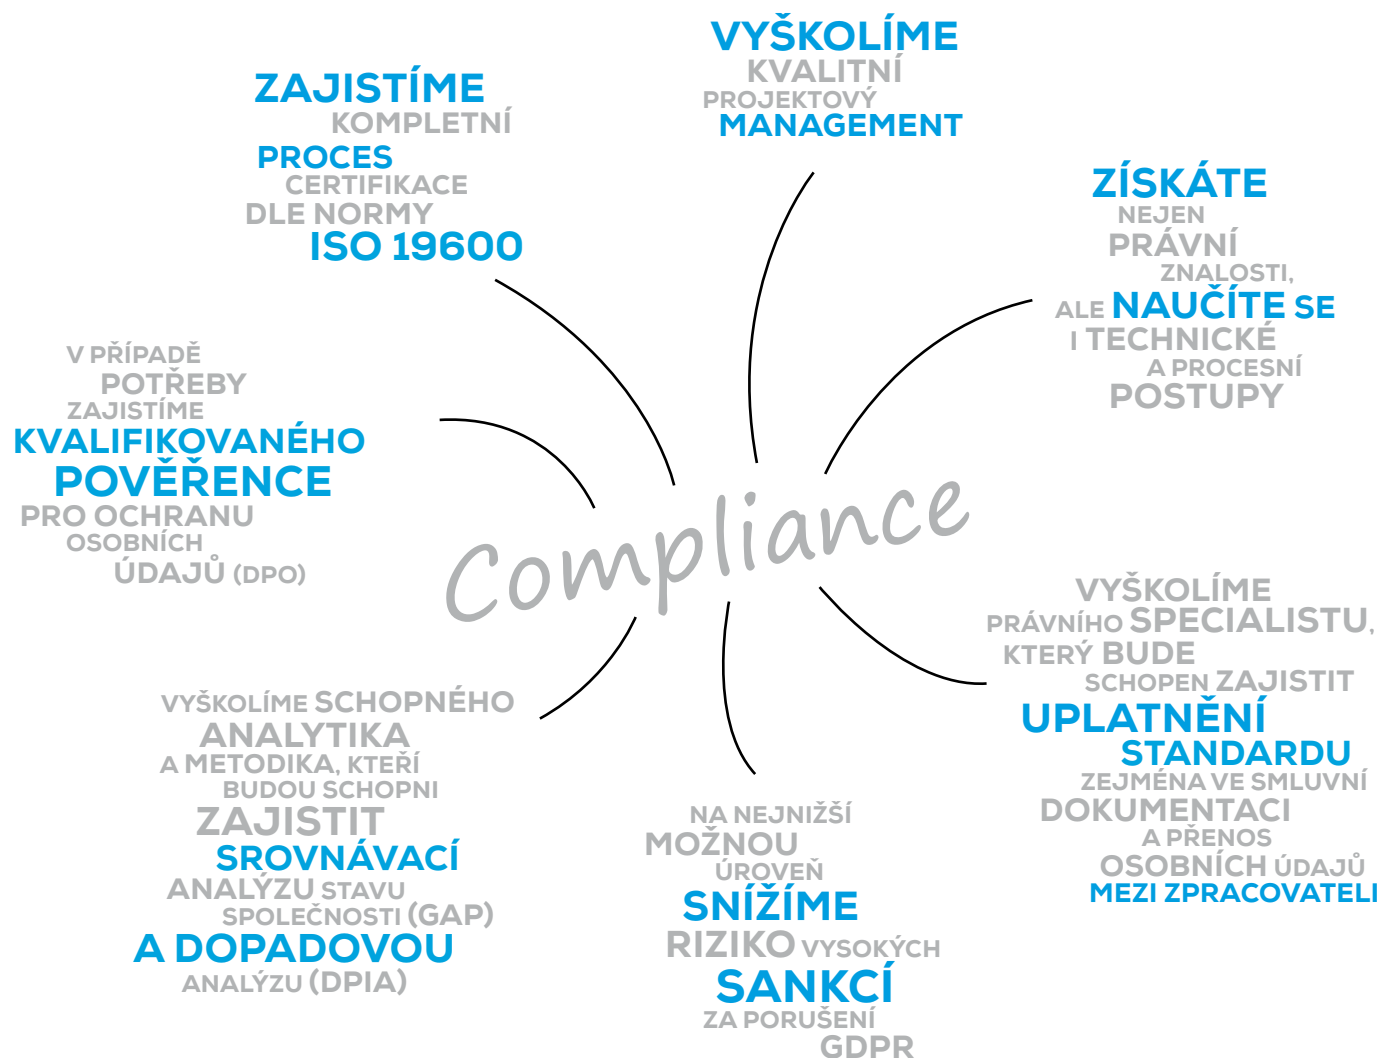 VYŠKOLÍME
KVALITNÍ
PROJEKTOVÝ
MANAGEMENT
ZAJISTÍME
KOMPLETNÍ
PROCES
CERTIFIKACE
DLE NORMY
ISO 19600
ZÍSKÁTE
NEJEN
PRÁVNÍ
ZNALOSTI,
ALE NAUČÍTE SE
I TECHNICKÉ
A PROCESNÍ
POSTUPY
V PŘÍPADĚ
POTŘEBY
ZAJISTÍME
KVALIFIKOVANÉHO
POVĚŘENCE
PRO OCHRANU
OSOBNÍCH
ÚDAJŮ (DPO)
Compliance
VYŠKOLÍME
PRÁVNÍHO SPECIALISTU,
KTERÝ BUDE
SCHOPEN ZAJISTIT
UPLATNĚNÍ
STANDARDU
ZEJMÉNA VE SMLUVNÍ
DOKUMENTACI
A PŘENOS
OSOBNÍCH ÚDAJŮ
MEZI ZPRACOVATELI
VYŠKOLÍME SCHOPNÉHO
ANALYTIKA
A METODIKA, KTEŘÍ
BUDOU SCHOPNI
ZAJISTIT
SROVNÁVACÍ
ANALÝZU STAVU
SPOLEČNOSTI (GAP)
A DOPADOVOU
ANALÝZU (DPIA)
NA NEJNIŽŠÍ
MOŽNOU
ÚROVEŇ
SNÍŽÍME
RIZIKO VYSOKÝCH
SANKCÍ
ZA PORUŠENÍ
GDPR